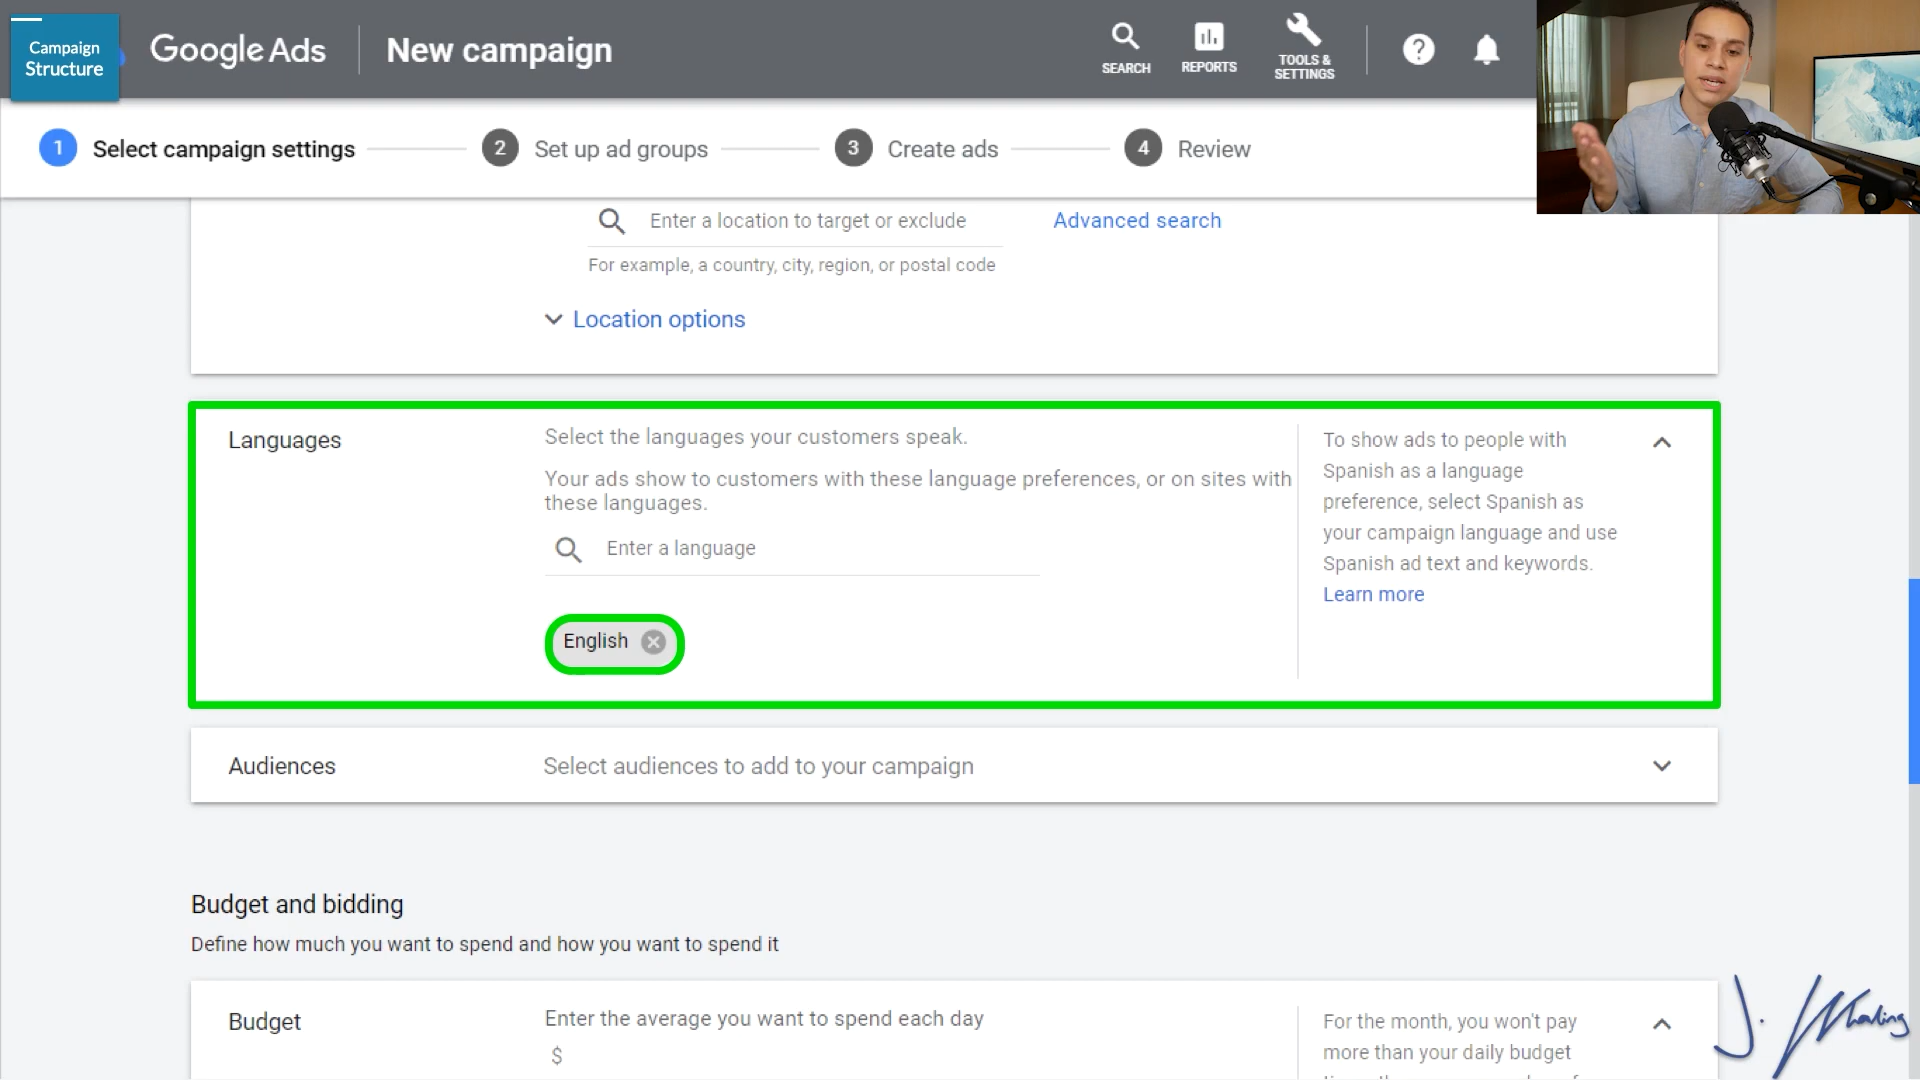 Campaign
Structure
Google Ads
New campaign
SEARCH
REPORTS
TOOLS &
SETTINGS
1 Select campaign settings
2 Set up ad groups
3 Create ads
4 Review
Enter a location to target or exclude
Advanced search
For example, a country, city, region, or postal code
Location options
Languages
Select the languages your customers speak.
Your ads show to customers with these language preferences, or on sites with
these languages.
Enter a language
English
To show ads to people with
Spanish as a language
preference, select Spanish as
your campaign language and use
Spanish ad text and keywords.
Learn more
Audiences
Select audiences to add to your campaign
Budget and bidding
Define how much you want to spend and how you want to spend it
Budget
Enter the average you want to spend each day
$
For the month, you won't pay
more than your daily budget